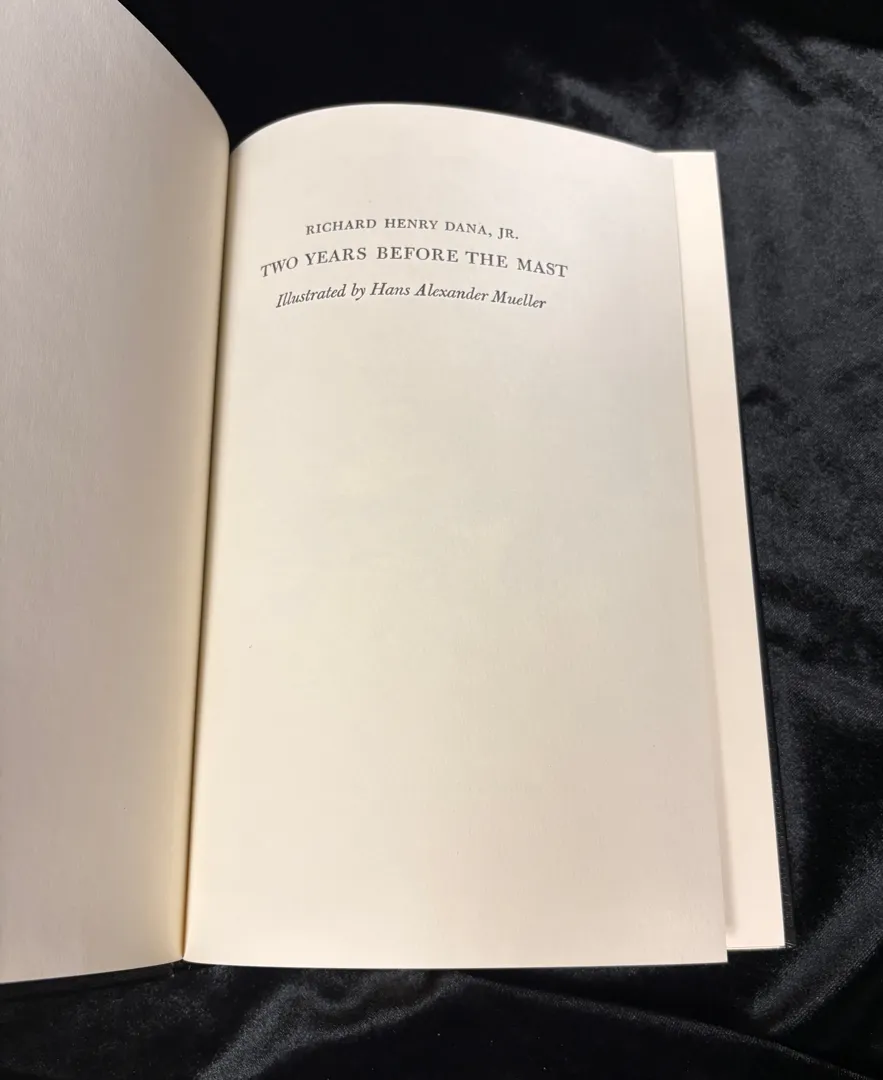 RICHARD HENRY DANA, JR.
TWO YEARS BEFORE THE MAST
Illustrated by Hans Alexander Mueller